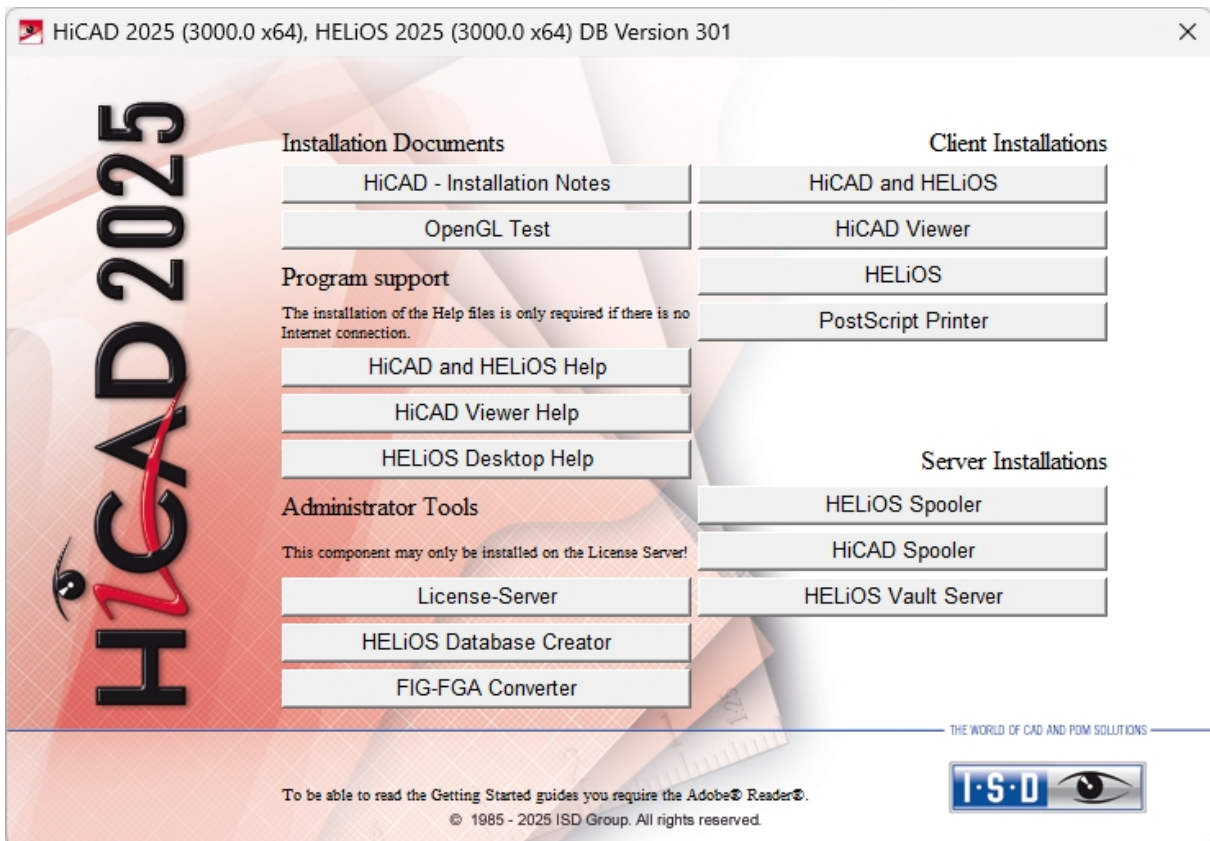 HiCAD 2025 (3000.0 x64), HELiOS 2025 (3000.0 x64) DB Version 301
HiCAD 2025
Installation Documents
HiCAD - Installation Notes
OpenGL Test
Program support
The installation of the Help files is only required if there is no
Internet connection.
HiCAD and HELiOS Help
HiCAD Viewer Help
HELiOS Desktop Help
Administrator Tools
This component may only be installed on the License Server!
License-Server
HELiOS Database Creator
FIG-FGA Converter
Client Installations
HiCAD and HELiOS
HiCAD Viewer
HELiOS
PostScript Printer
Server Installations
HELiOS Spooler
HiCAD Spooler
HELiOS Vault Server
THE WORLD OF CAD AND PDM SOLUTIONS
I·S·D
To be able to read the Getting Started guides you require the Adobe® Reader®.
© 1985 - 2025 ISD Group. All rights reserved.